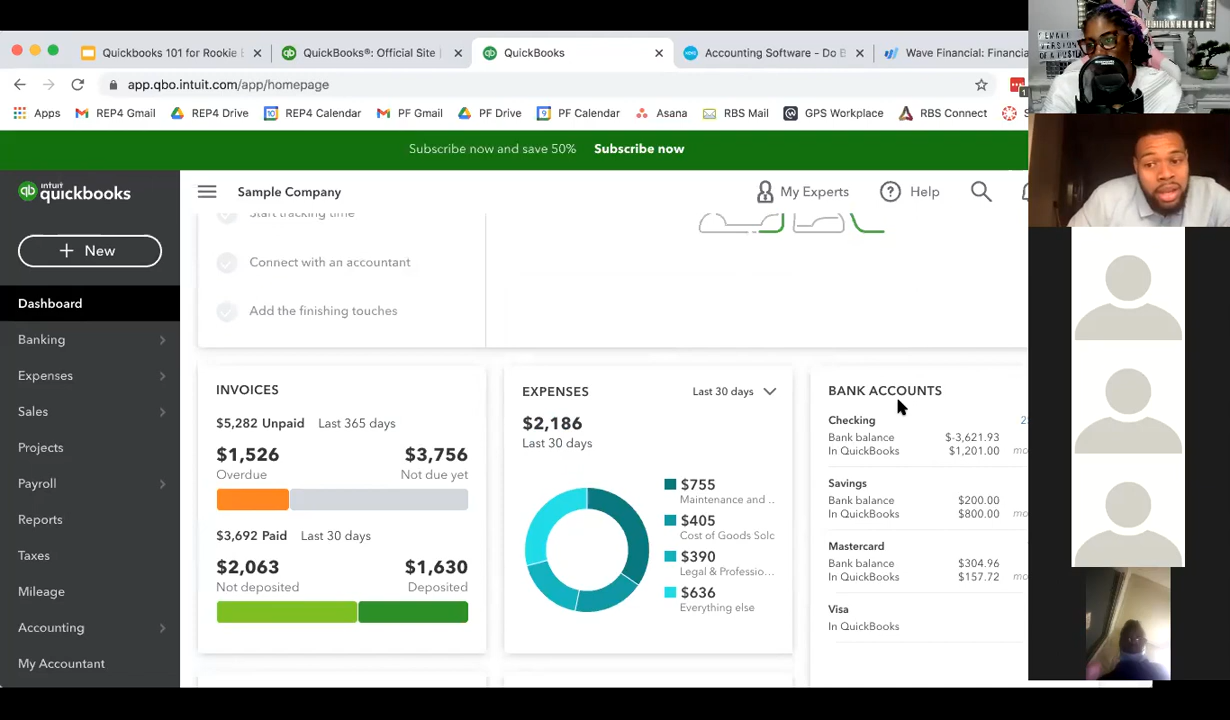 Quickbooks 101 for Rookie
QuickBooks®: Official Site
QuickBooks
Accounting Software - Do B
Wave Financial: Financia
app.qbo.intuit.com/app/homepage
Apps
REP4 Gmail
REP4 Drive
REP4 Calendar
PF Gmail
PF Drive
PF Calendar
Asana
RBS Mail
GPS Workplace
RBS Connect
Subscribe now and save 50% Subscribe now
intuit
quickbooks
Sample Company
My Experts
Help
New
Start tracking time
Connect with an accountant
Add the finishing touches
Dashboard
Banking
Expenses
Sales
Projects
Payroll
Reports
Taxes
Mileage
Accounting
My Accountant
INVOICES
$5,282 Unpaid Last 365 days
$1,526 $3,756
Overdue Not due yet
$3,692 Paid Last 30 days
$2,063 $1,630
Not deposited Deposited
EXPENSES Last 30 days
$2,186
Last 30 days
$755
Maintenance and ..
$405
Cost of Goods Solc
$390
Legal & Professio...
$636
Everything else
BANK ACCOUNTS
Checking
Bank balance $-3,621.93
In QuickBooks $1,201.00
Savings
Bank balance $200.00
In QuickBooks $800.00
Mastercard
Bank balance $304.96
In QuickBooks $157.72
Visa
In QuickBooks